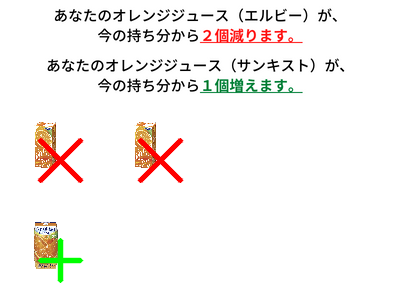 あなたのオレンジジュース（エルビー）が、
今の持ち分から２個減ります。
あなたのオレンジジュース（サンキスト）が、
今の持ち分から１個増えます。